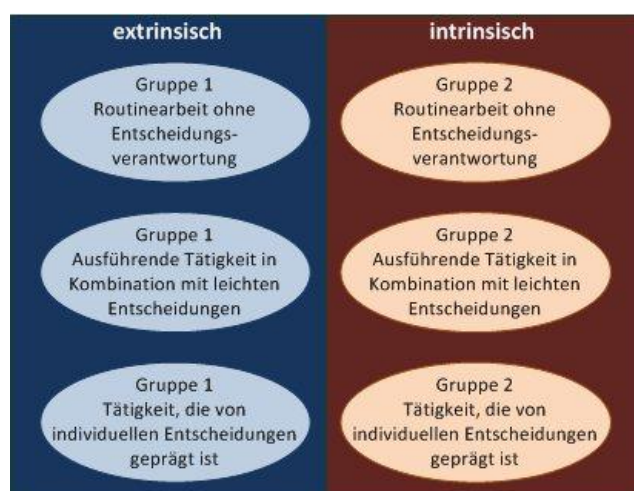 extrinsisch
intrinsisch
Gruppe 1
Routinearbeit ohne
Entscheidungs-
verantwortung
Gruppe 2
Routinearbeit ohne
Entscheidungs-
verantwortung
Gruppe 1
Ausführende Tätigkeit in
Kombination mit leichten
Entscheidungen
Gruppe 2
Ausführende Tätigkeit in
Kombination mit leichten
Entscheidungen
Gruppe 1
Tätigkeit, die von
individuellen Entscheidungen
geprägt ist
Gruppe 2
Tätigkeit, die von
individuellen Entscheidungen
geprägt ist